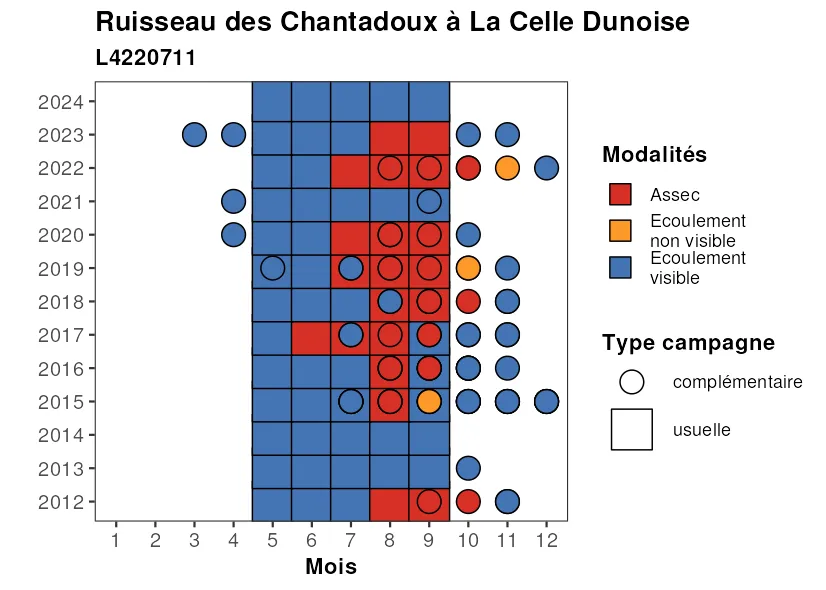 Ruisseau des Chantadoux à La Celle Dunoise
L4220711
2024
2023
2022
2021
2020
2019
2018
2017
2016
2015
2014
2013
2012
1 2 3 4 5 6 7 8 9 10 11 12
Mois
Modalités
Assec
Ecoulement
non visible
Ecoulement
visible
Type campagne
complémentaire
usuelle